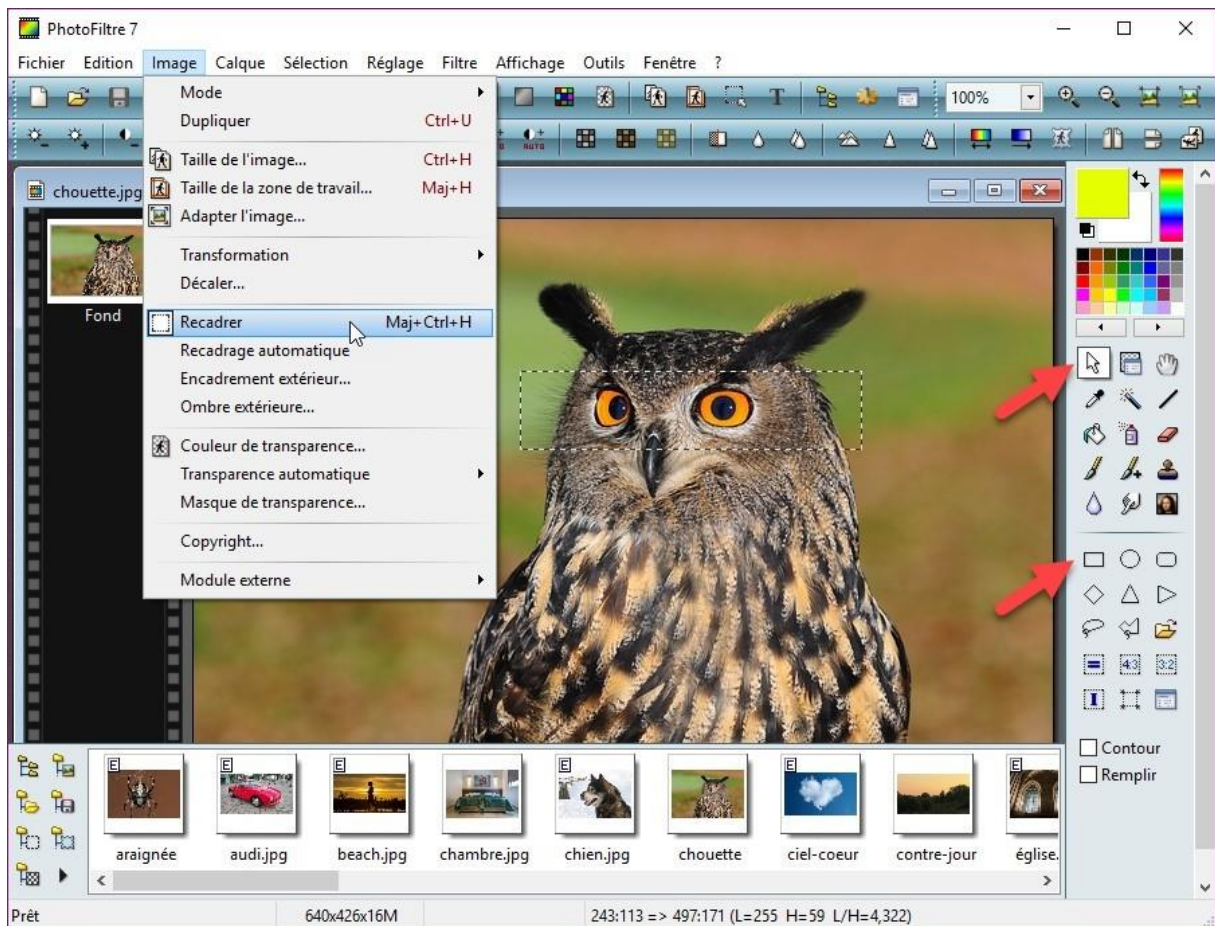 PhotoFiltre 7
Fichier Edition Image Calque Sélection Réglage Filtre Affichage Outils Fenêtre ?
100%
AUTO
chouette.jpg
Fond
Mode
Dupliquer Ctrl+U
Taille de l'image... Ctrl+H
Taille de la zone de travail... Maj+H
Adapter l'image...
Transformation
Décaler...
Recadrer Maj+Ctrl+H
Recadrage automatique
Encadrement extérieur...
Ombre extérieure...
Couleur de transparence...
Transparence automatique
Masque de transparence...
Copyright...
Module externe
4:3 3:2
Contour
Remplir
E E E E E E
araignée audi.jpg beach.jpg chambre.jpg chien.jpg chouette ciel-coeur contre-jour église.
Prêt 640x426x16M 243:113 => 497:171 (L=255 H=59 L/H=4,322)